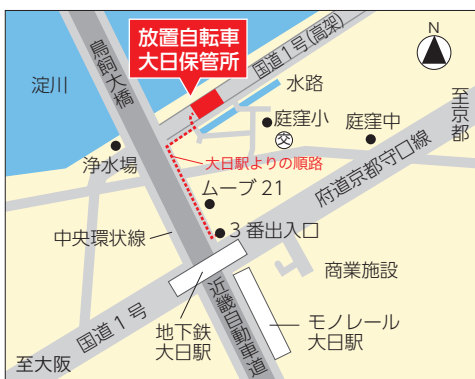 放置自転車
大日保管所
国道1号(高架)
N
鳥飼大橋
淀川
水路
至京都
庭窪小
交
庭窪中
浄水場
大日駅よりの順路
ムーブ21
府道京都守口線
中央環状線
3番出入口
商業施設
国道1号
地下鉄
大日駅
近畿自動車道
モノレール
大日駅
至大阪